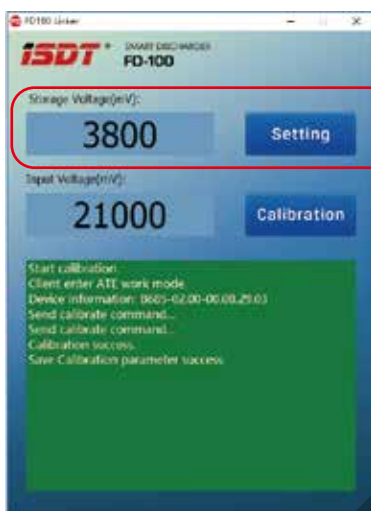 FD100 Linker
ISDT SMART DISCHARGER
FD-100
Storage Voltage(mV):
3800 Setting
Input Voltage(mV):
21000 Calibration
Start calibration
Client enter ATE work mode
Device information:
Send calibrate command...
Send calibrate command...
Calibration success.
Save Calibration parameter success